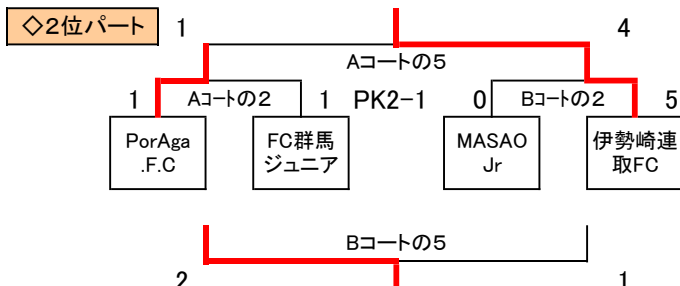 ◇2位パート 1 4
Aコートの5
1 Aコートの2 1 PK2-1 0 Bコートの2 5
PorAga
.F.C
FC群馬
ジュニア
MASAO
Jr
伊勢崎連
取FC
Bコートの5
2 1